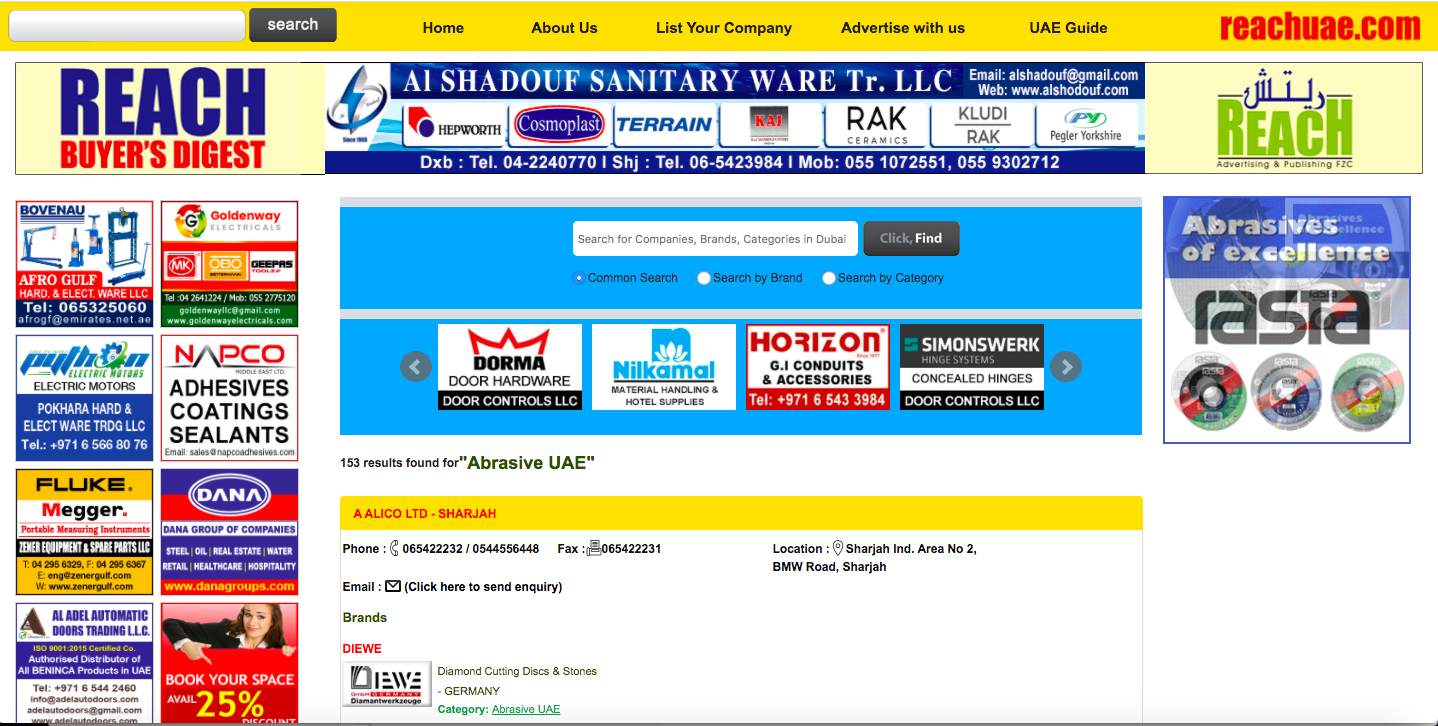 search
Home
About Us
List Your Company
Advertise with us
UAE Guide
reachuae.com
REACH
BUYER'S DIGEST
Since 1980
Al SHADOUF SANITARY WARE Tr. LLC
Email: alshadouf@gmail.com
Web: www.alshodouf.com
HEPWORTH
Cosmoplast
TERRAIN
KAJ
RAK
CERAMICS
KLUDI
RAK
Pegler Yorkshire
Dxb : Tel. 04-2240770 I Shj : Tel. 06-5423984 I Mob: 055 1072551, 055 9302712
ريتش
REACH
Advertising & Publishing FZC
BOVENAU
AFRO GULF
HARD. & ELECT. WARE LLC
Tel: 065325060
afrogf@emirates.net.ae
G
Goldenway
ELECTRICALS
MK
OBO
BETTERMANN
GEEPAS
TOOLZ
Tel :04 2641224 / Mob: 055 2775120
goldenwayllc@gmail.com
www.goldenwayelectricals.com
python
ELECTRIC MOTORS
ELECTRIC MOTORS
POKHARA HARD &
ELECT WARE TRDG LLC
Tel.: +971 6 566 80 76
NAPCO
MIDDLE EAST LTD.
ADHESIVES
COATINGS
SEALANTS
Email: sales@napcoadhesives.com
FLUKE.
Megger.
Portable Measuring Instruments
ZENER EQUIPMENT & SPARE PARTS LLC
T: 04 295 6329, F: 04 295 6367
E: eng@zenergulf.com
W: www.zenergulf.com
DANA
DANA GROUP OF COMPANIES
STEEL | OIL | REAL ESTATE | WATER
RETAIL | HEALTHCARE | HOSPITALITY
www.danagroups.com
AL ADEL AUTOMATIC
DOORS TRADING L.L.C.
ISO 9001:2015 Certified Co.
Authorised Distributor of
All BENINCA Products in UAE
Tel: +971 6 544 2460
info@adelautodoors.com
adelautodoors@gmail.com
www.adelautodoors.com
BOOK YOUR SPACE
AVAIL 25%
DISCOUNT
Search for Companies, Brands, Categories in Dubai
Click, Find
Common Search
Search by Brand
Search by Category
DORMA
DOOR HARDWARE
DOOR CONTROLS LLC
Nilkamal
MATERIAL HANDLING &
HOTEL SUPPLIES
HORIZON
Since 1977
G.I CONDUITS
& ACCESSORIES
Tel: +971 6 543 3984
SIMONSWERK
HINGE SYSTEMS
CONCEALED HINGES
DOOR CONTROLS LLC
153 results found for"Abrasive UAE"
A ALICO LTD - SHARJAH
Phone : 065422232 / 0544556448
Fax : 065422231
Location : Sharjah Ind. Area No 2,
BMW Road, Sharjah
Email : (Click here to send enquiry)
Brands
DIEWE
DIEWE
GmbH GERMANY
Diamantwerkzeuge
Diamond Cutting Discs & Stones
- GERMANY
Category: Abrasive UAE
Abrasives
of excellence
Abrasives
excellence
rasta
rasta
rasta
rasta
rasta